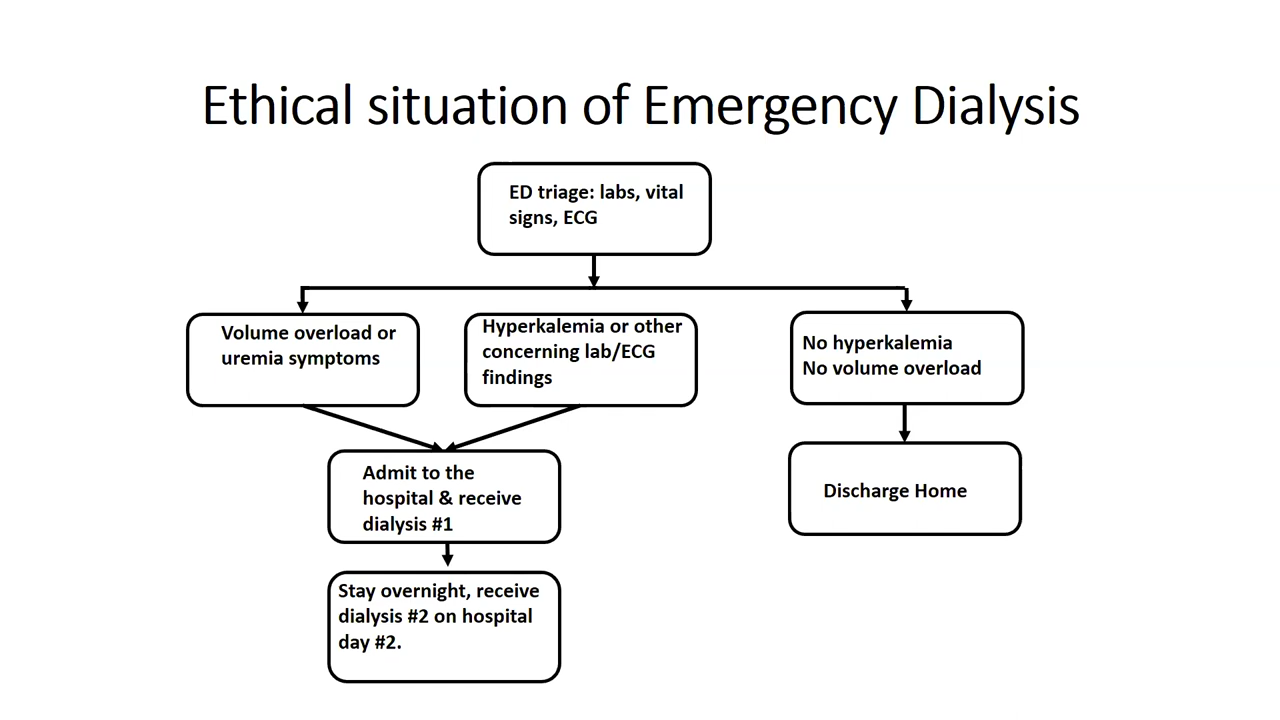 Ethical situation of Emergency Dialysis
ED triage: labs, vital
signs, ECG
Volume overload or
uremia symptoms
Hyperkalemia or other
concerning lab/ECG
findings
No hyperkalemia
No volume overload
Admit to the
hospital & receive
dialysis #1
Discharge Home
Stay overnight, receive
dialysis #2 on hospital
day #2.